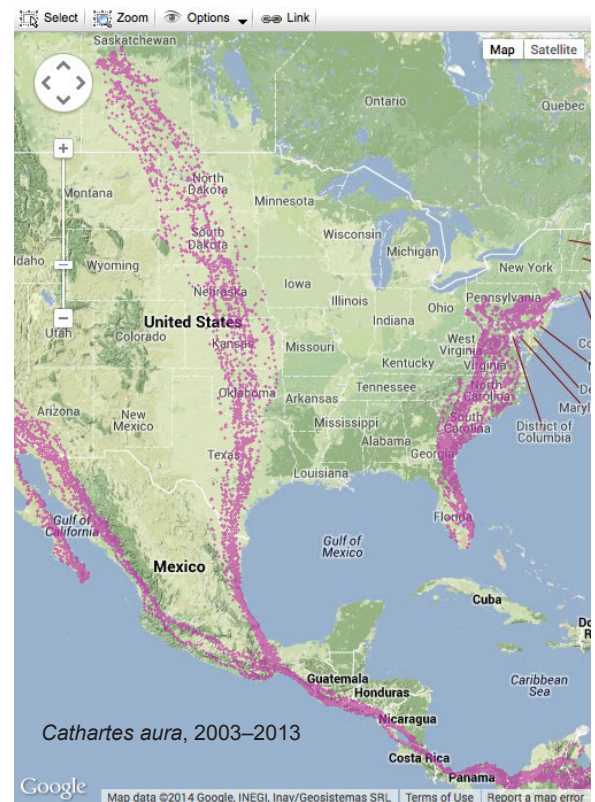 Select Zoom Options Link
Saskatchewan
Map Satellite
Ontario
Quebec
Montana
North
Dakota
Minnesota
South
Dakota
Wisconsin
Michigan
New York
Idaho
Wyoming
Iowa
Nebraska
Illinois
Indiana
Ohio
Pennsylvania
Utah
Colorado
United States
Kansas
Missouri
Kentucky
West
Virginia
Virginia
Maryl
District of
Columbia
Arizona
New
Mexico
Oklahoma
Arkansas
Tennessee
North
Carolina
South
Carolina
Mississippi
Alabama
Georgia
Texas
Louisiana
Florida
Gulf of
California
Gulf of
Mexico
Mexico
Cuba
Guatemala
Honduras
Caribbean
Sea
Nicaragua
Cathartes aura, 2003–2013
Costa Rica
Panama
Google
Map data ©2014 Google, INEGI, Inav/Geosistemas SRL Terms of Use Report a map error